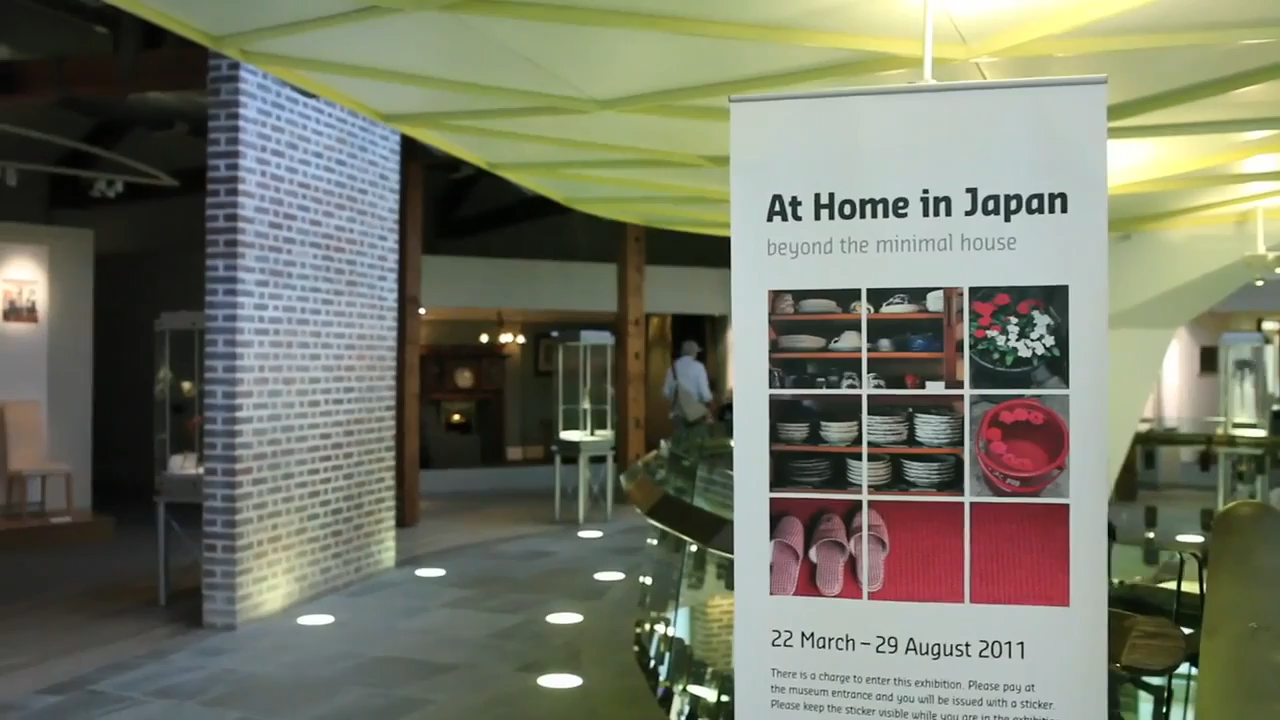 At Home in Japan
beyond the minimal house
22 March – 29 August 2011
There is a charge to enter this exhibition. Please pay at
the museum entrance and you will be issued with a sticker.
Please keep the sticker visible while you are in the exhibition